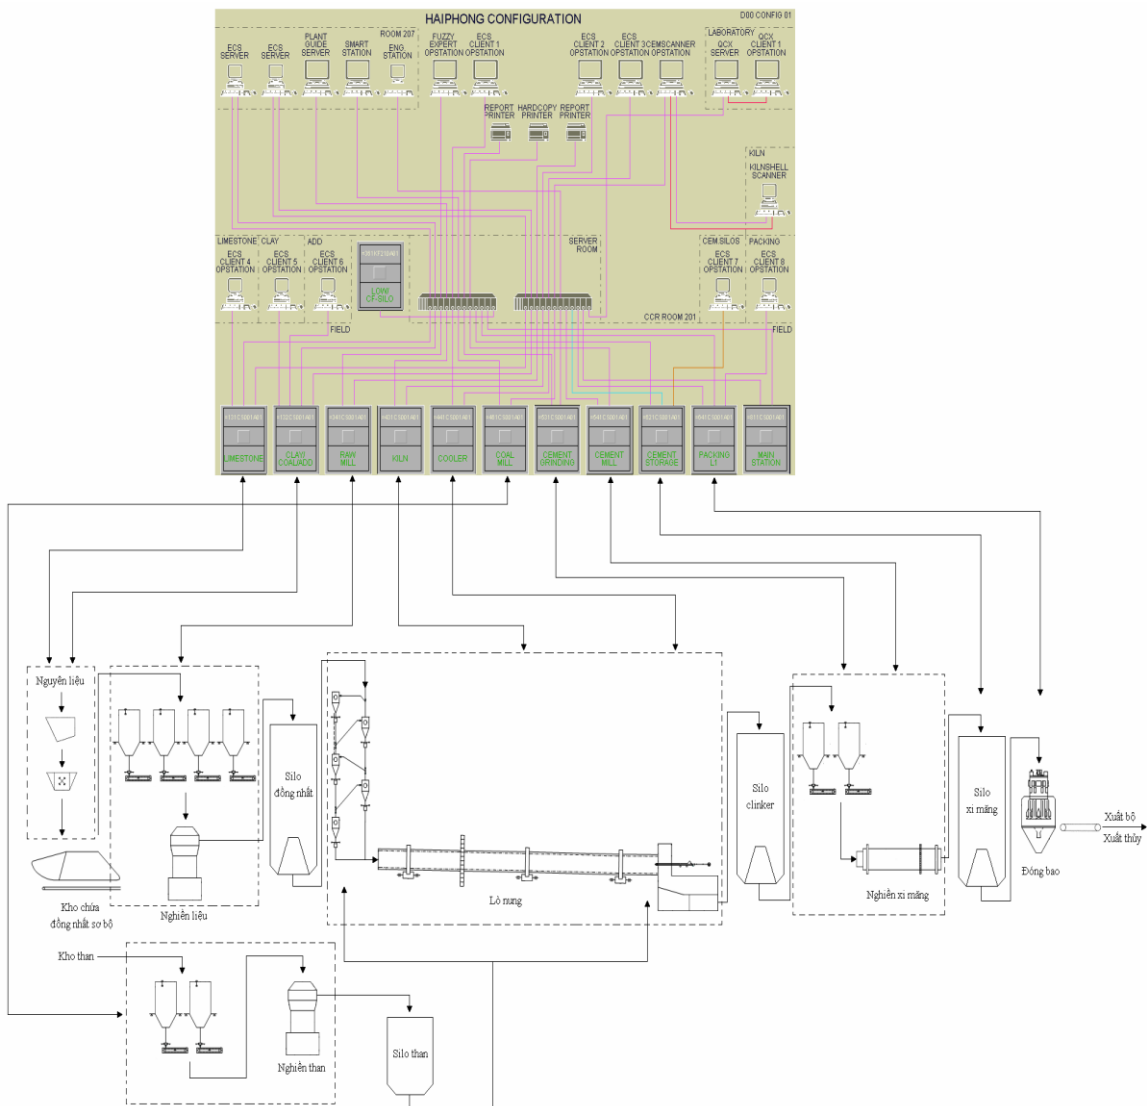 HAIPHONG CONFIGURATION
D00 CONFIG 01
ROOM 207
ECS
SERVER
ECS
SERVER
PLANT
GUIDE
SERVER
SMART
STATION
ENG.
STATION
FUZZY
EXPERT
OPSTATION
ECS
CLIENT 1
OPSTATION
ECS
CLIENT 2
OPSTATION
ECS
CLIENT 3
OPSTATION
CEMSCANNER
OPSTATION
LABORATORY
QCX
SERVER
QCX
CLIENT 1
OPSTATION
REPORT
PRINTER
HARDCOPY
PRINTER
REPORT
PRINTER
KILN
KILNSHELL
SCANNER
LIMESTONE
ECS
CLIENT 4
OPSTATION
CLAY
ECS
CLIENT 5
OPSTATION
ADD
ECS
CLIENT 6
OPSTATION
LOW/
CF-SILO
SERVER
ROOM
CEM.SILOS
ECS
CLIENT 7
OPSTATION
PACKING
ECS
CLIENT 8
OPSTATION
CCR ROOM 201
FIELD
FIELD
LIMESTONE
CLAY/
COAL/ADD
RAW
MILL
KILN
COOLER
COAL
MILL
CEMENT
GRINDING
CEMENT
MILL
CEMENT
STORAGE
PACKING
L1
MAIN
STATION
Nguyên liệu
Silo
đồng nhất
Silo
clinker
Silo
xi măng
Xuất bộ
Xuất thủy
Đóng bao
Kho chứa
đồng nhất sơ bộ
Nghiền liệu
Lò nung
Nghiền xi măng
Kho than
Nghiền than
Silo than